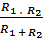 R₁ . R₂
R₁ + R₂